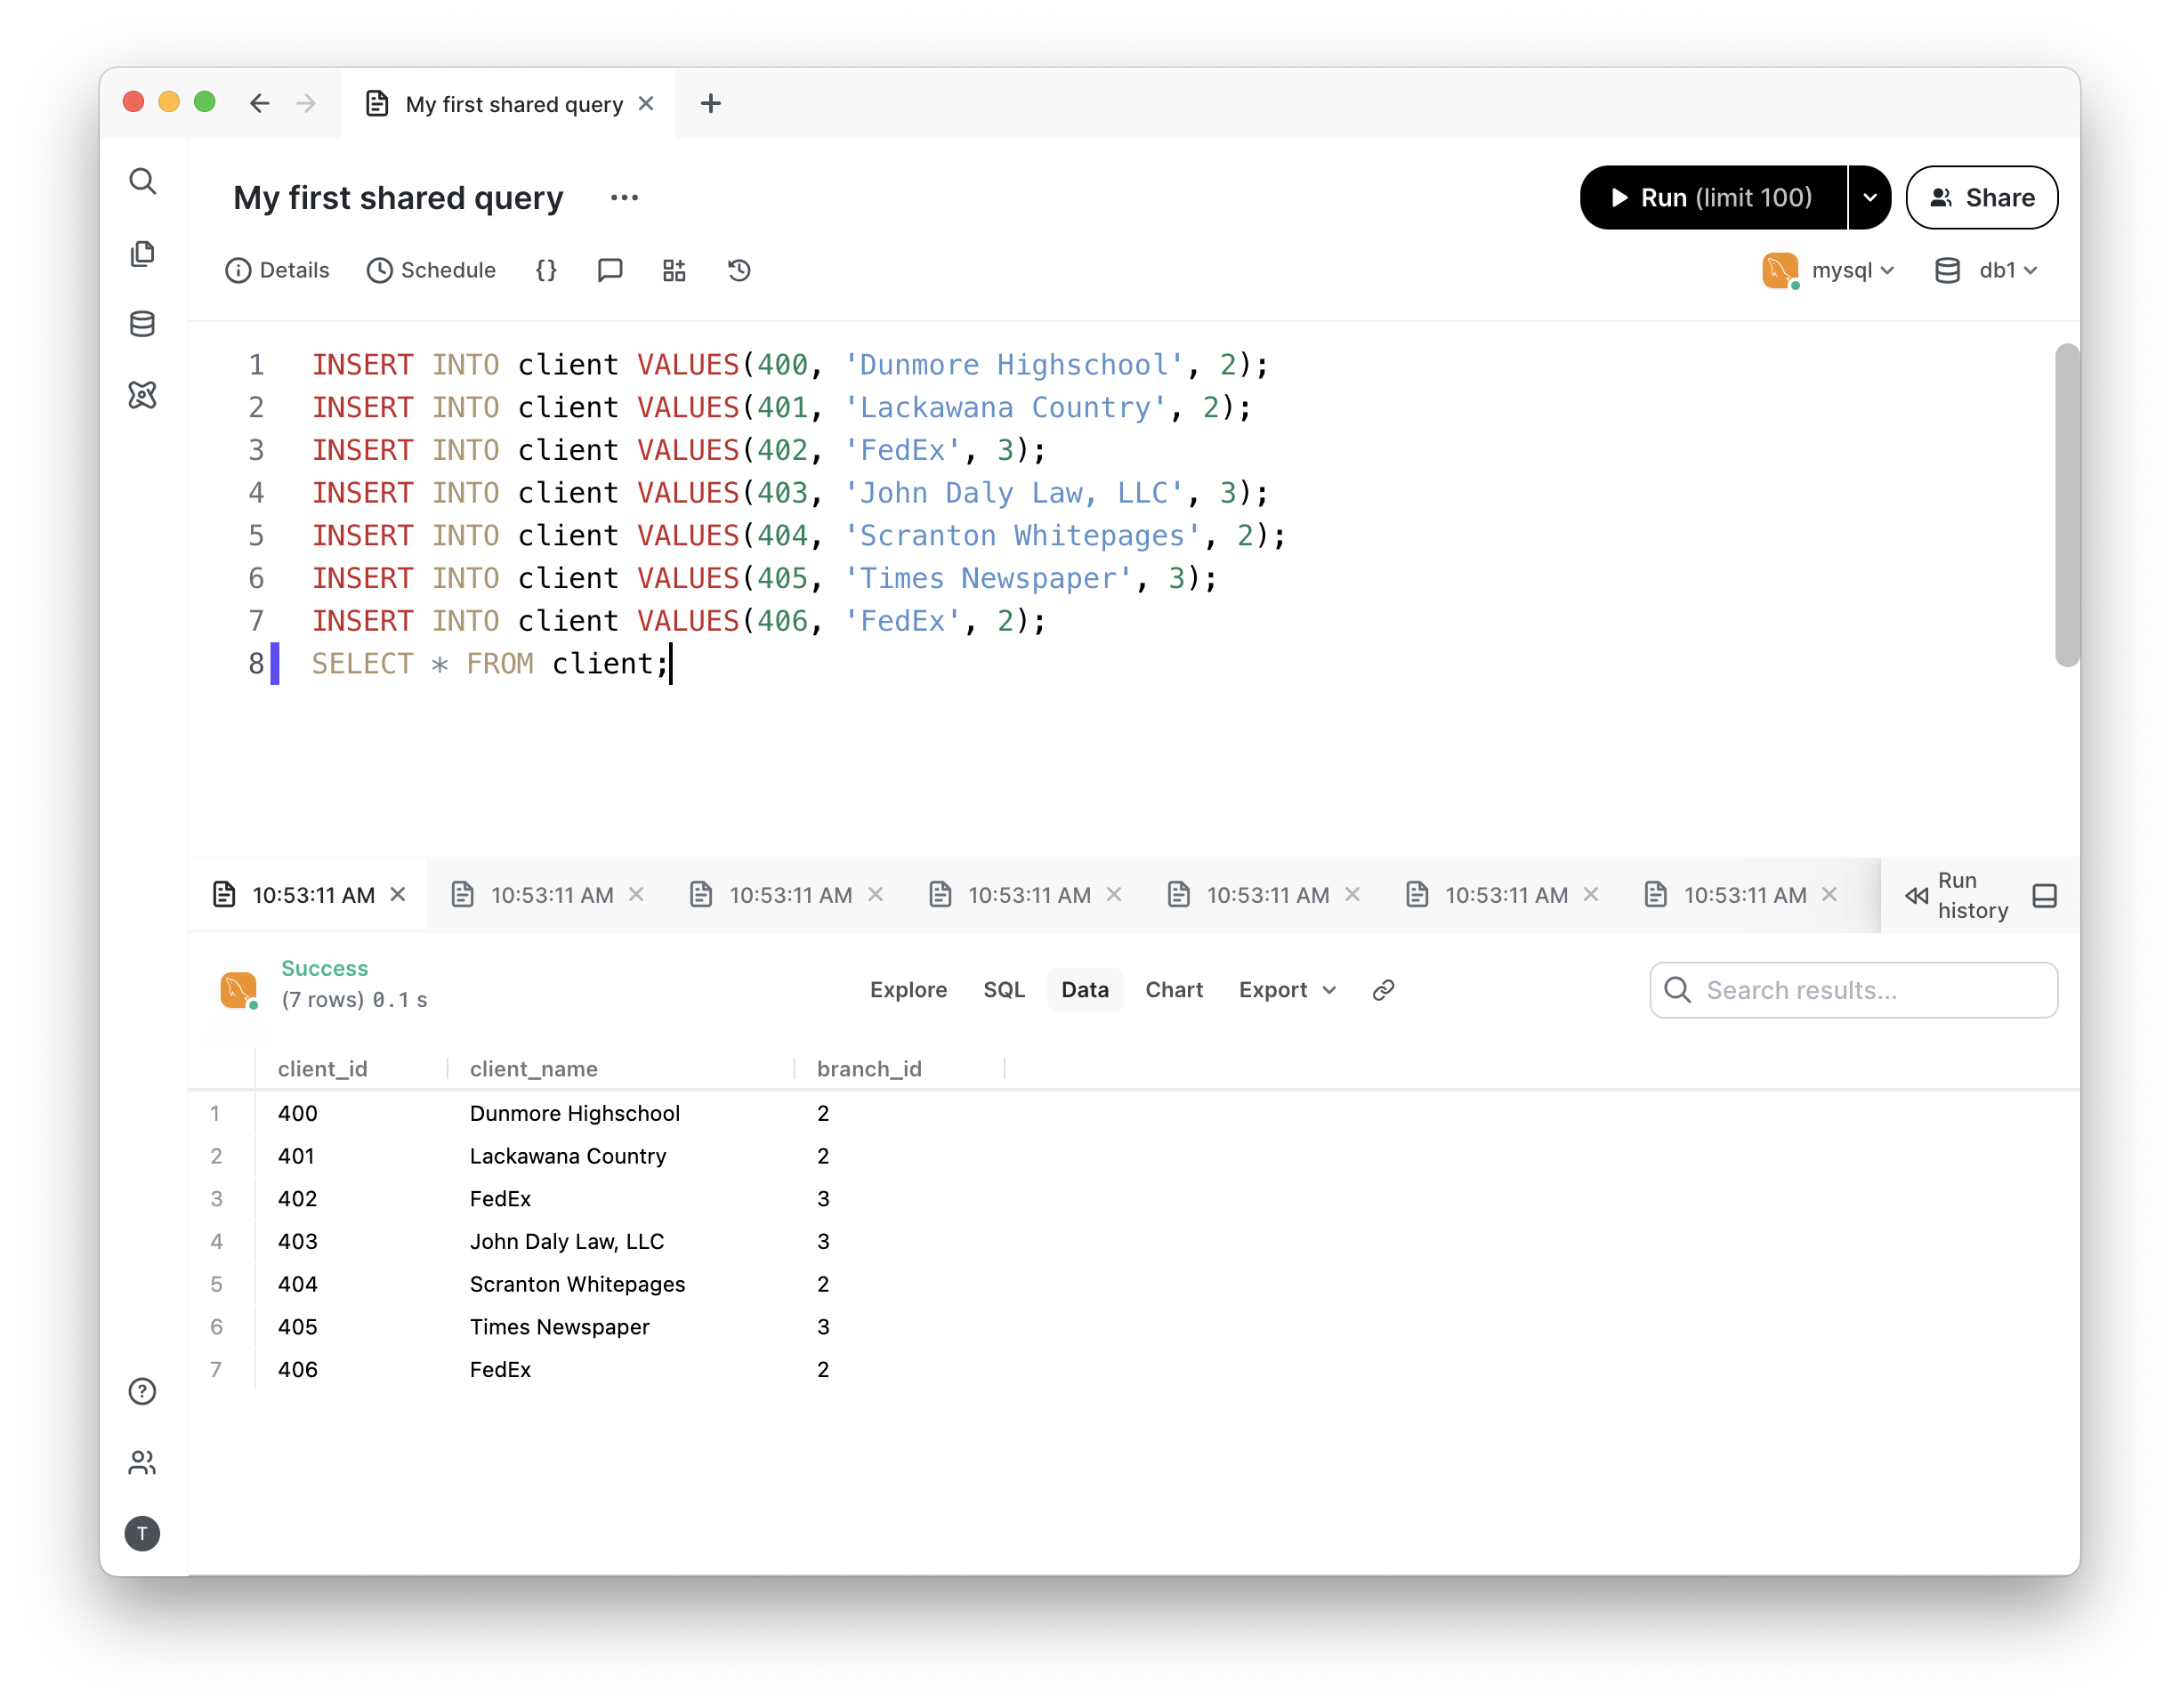 My first shared query
My first shared query
Run (limit 100)
Share
Details
Schedule
{}
mysql
db1
1 INSERT INTO client VALUES(400, 'Dunmore Highschool', 2);
2 INSERT INTO client VALUES(401, 'Lackawana Country', 2);
3 INSERT INTO client VALUES(402, 'FedEx', 3);
4 INSERT INTO client VALUES(403, 'John Daly Law, LLC', 3);
5 INSERT INTO client VALUES(404, 'Scranton Whitepages', 2);
6 INSERT INTO client VALUES(405, 'Times Newspaper', 3);
7 INSERT INTO client VALUES(406, 'FedEx', 2);
8 SELECT * FROM client;
10:53:11 AM
10:53:11 AM
10:53:11 AM
10:53:11 AM
10:53:11 AM
10:53:11 AM
10:53:11 AM
Run
history
Success
(7 rows) 0.1 s
Explore SQL Data Chart Export
Search results...
client_id client_name branch_id
1 400 Dunmore Highschool 2
2 401 Lackawana Country 2
3 402 FedEx 3
4 403 John Daly Law, LLC 3
5 404 Scranton Whitepages 2
6 405 Times Newspaper 3
7 406 FedEx 2
T